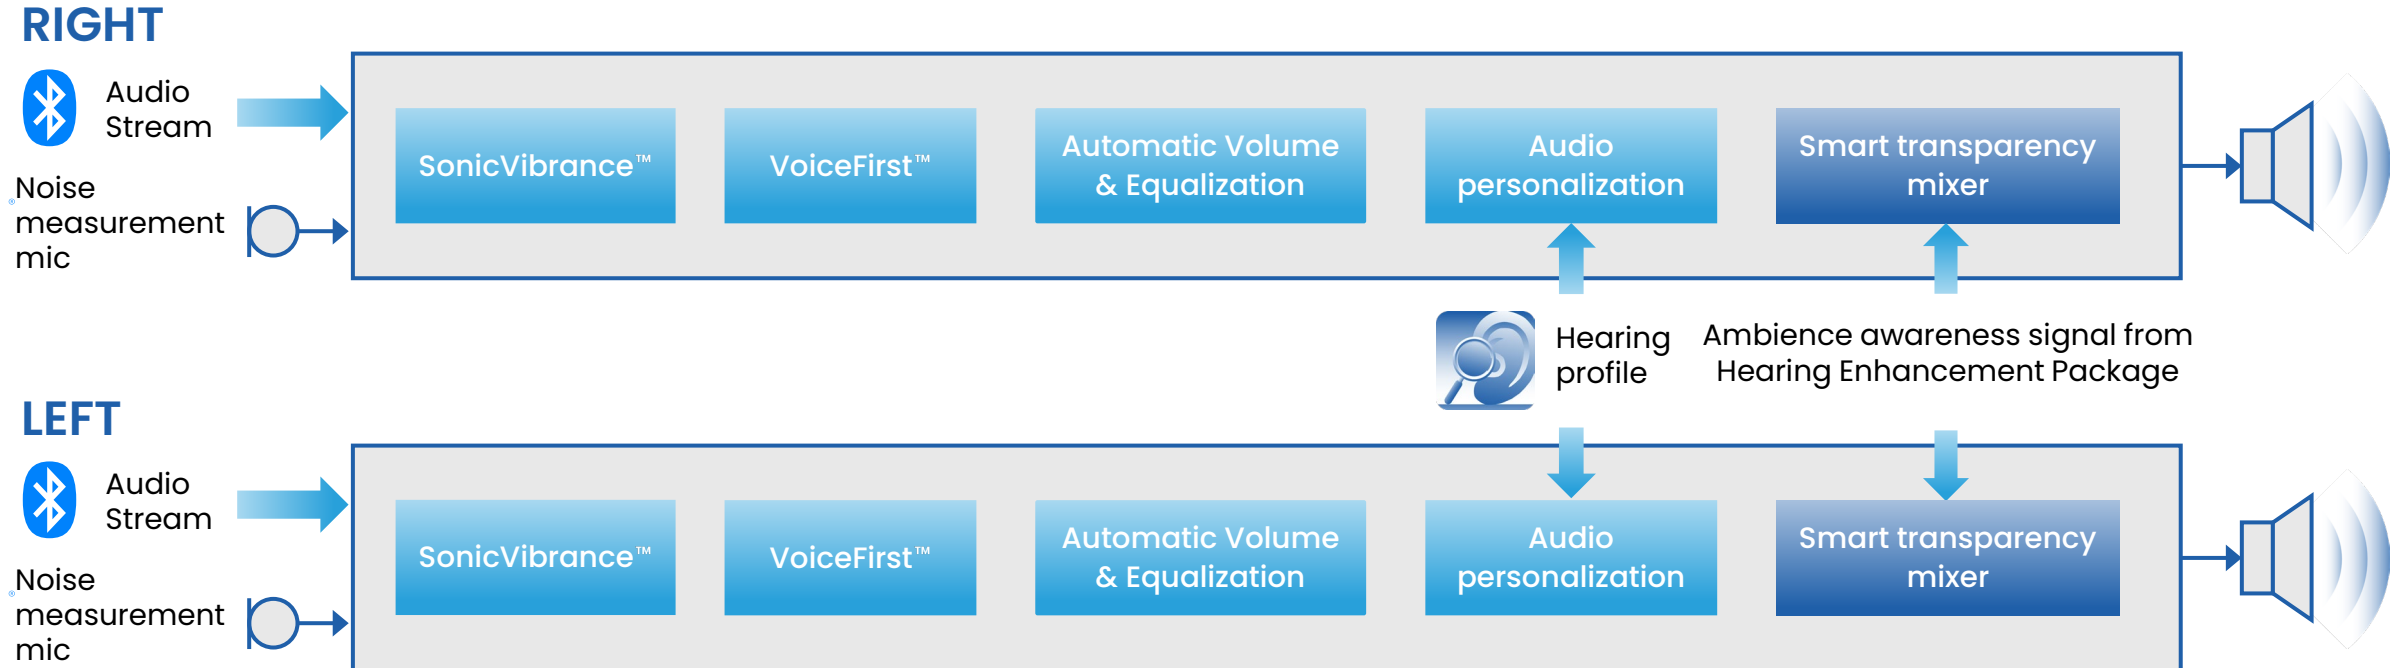 RIGHT
Audio
Stream
Noise
measurement
mic
SonicVibrance™
VoiceFirst™
Automatic Volume
& Equalization
Audio
personalization
Smart transparency
mixer
Hearing
profile
Ambience awareness signal from
Hearing Enhancement Package
LEFT
Audio
Stream
Noise
measurement
mic
SonicVibrance™
VoiceFirst™
Automatic Volume
& Equalization
Audio
personalization
Smart transparency
mixer